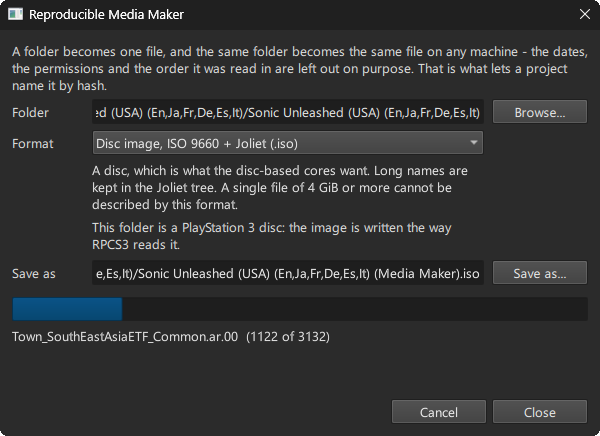 Reproducible Media Maker
A folder becomes one file, and the same folder becomes the same file on any machine - the dates,
the permissions and the order it was read in are left out on purpose. That is what lets a project
name it by hash.
Folder
ed (USA) (En,Ja,Fr,De,Es,It)/Sonic Unleashed (USA) (En,Ja,Fr,De,Es,It)
Browse...
Format
Disc image, ISO 9660 + Joliet (.iso)
A disc, which is what the disc-based cores want. Long names are
kept in the Joliet tree. A single file of 4 GiB or more cannot be
described by this format.
This folder is a PlayStation 3 disc: the image is written the way
RPCS3 reads it.
Save as
e,Es,It)/Sonic Unleashed (USA) (En,Ja,Fr,De,Es,It) (Media Maker).iso
Save as...
Town_SouthEastAsiaETF_Common.ar.00 (1122 of 3132)
Cancel
Close